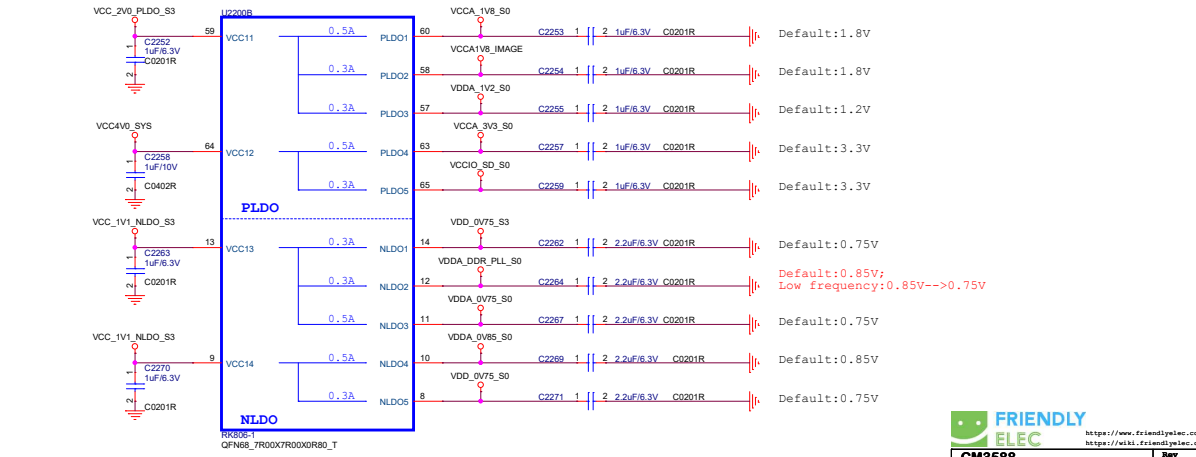 VCC_2V0_PLDO_S3
U2200B
VCCA_1V8_S0
59 VCC11 0.5A PLDO1 60 C2253 1 2 1uF/6.3V C0201R Default:1.8V
1 C2252
1uF/6.3V
C0201R
2
VCCA1V8_IMAGE
0.3A PLDO2 58 C2254 1 2 1uF/6.3V C0201R Default:1.8V
VDDA_1V2_S0
0.3A PLDO3 57 C2255 1 2 1uF/6.3V C0201R Default:1.2V
VCC4V0_SYS
VCCA_3V3_S0
64 VCC12 0.5A PLDO4 63 C2257 1 2 1uF/6.3V C0201R Default:3.3V
1 C2258
1uF/10V
2 C0402R
VCCIO_SD_S0
0.3A PLDO5 65 C2259 1 2 1uF/6.3V C0201R Default:3.3V
PLDO
VCC_1V1_NLDO_S3
VDD_0V75_S3
13 VCC13 0.3A NLDO1 14 C2262 1 2 2.2uF/6.3V C0201R Default:0.75V
1 C2263
1uF/6.3V
2 C0201R
VDDA_DDR_PLL_S0
0.3A NLDO2 12 C2264 1 2 2.2uF/6.3V C0201R Default:0.85V;
Low frequency:0.85V-->0.75V
VDDA_0V75_S0
0.5A NLDO3 11 C2267 1 2 2.2uF/6.3V C0201R Default:0.75V
VCC_1V1_NLDO_S3
VDDA_0V85_S0
9 VCC14 0.5A NLDO4 10 C2269 1 2 2.2uF/6.3V C0201R Default:0.85V
1 C2270
1uF/6.3V
2 C0201R
VDD_0V75_S0
0.3A NLDO5 8 C2271 1 2 2.2uF/6.3V C0201R Default:0.75V
NLDO
RK806-1
QFN68_7R00X7R00X0R80_T
FRIENDLY
ELEC
https://www.friendlyelec.co
https://wiki.friendlyelec.c
CM3588
Rev